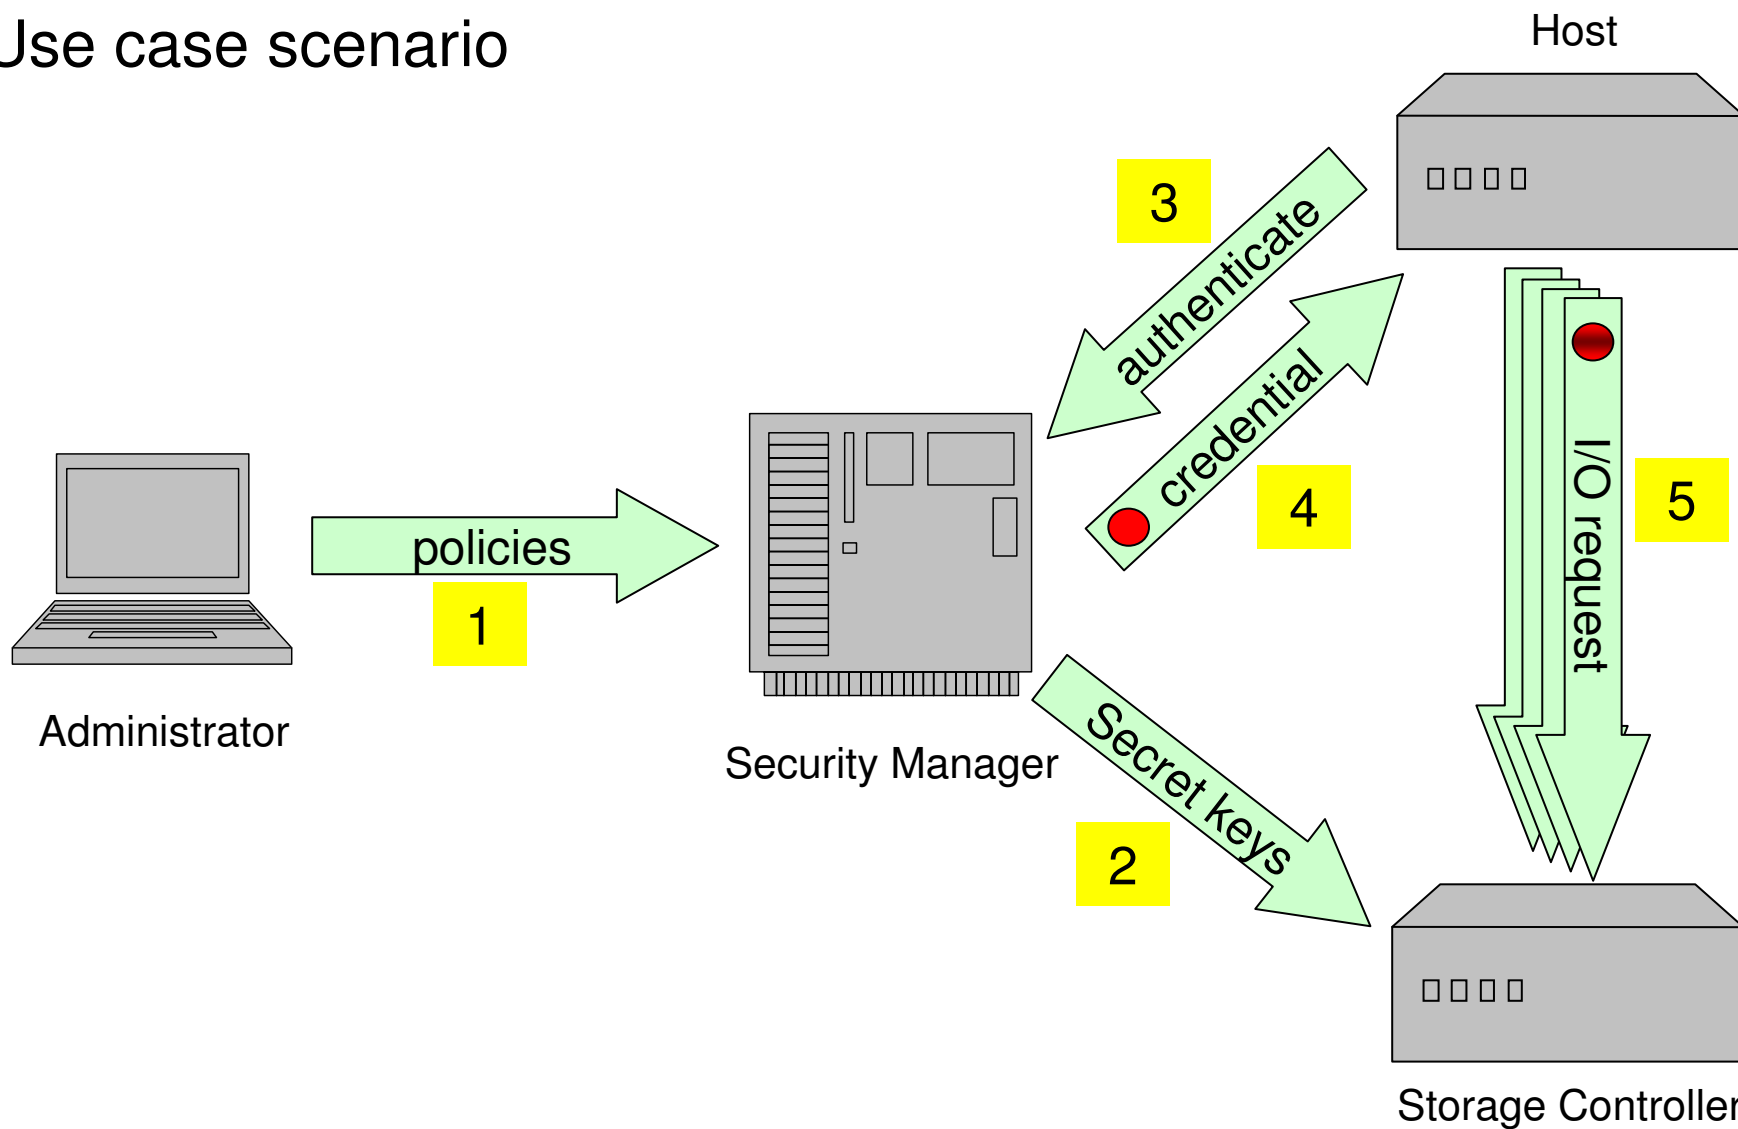 Use case scenario
Host
3
authenticate
credential
4
I/O request
5
policies
1
Administrator
Security Manager
Secret keys
2
Storage Controller